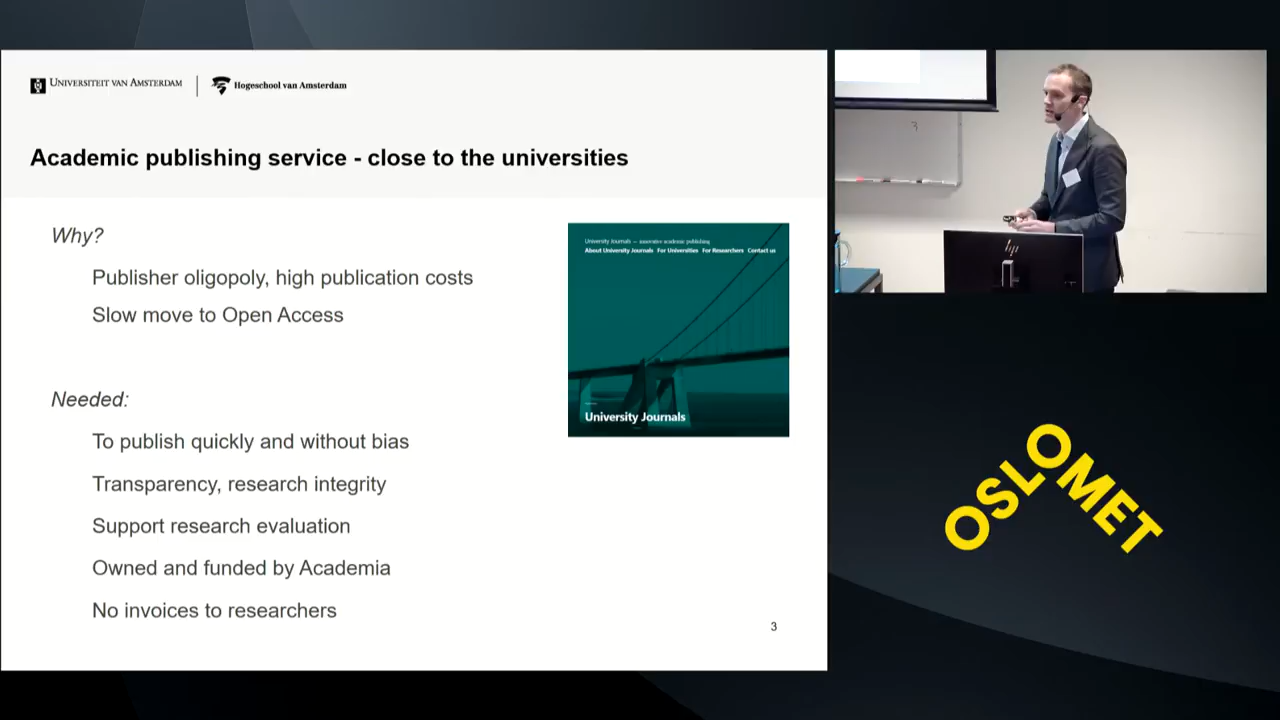 UNIVERSITEIT VAN AMSTERDAM
Hogeschool van Amsterdam
Academic publishing service - close to the universities
Why?
Publisher oligopoly, high publication costs
Slow move to Open Access
University Journals — innovative academic publishing
About University Journals For Universities For Researchers Contact us
University Journals
Needed:
To publish quickly and without bias
Transparency, research integrity
Support research evaluation
Owned and funded by Academia
No invoices to researchers
3
hp
OSLOMET